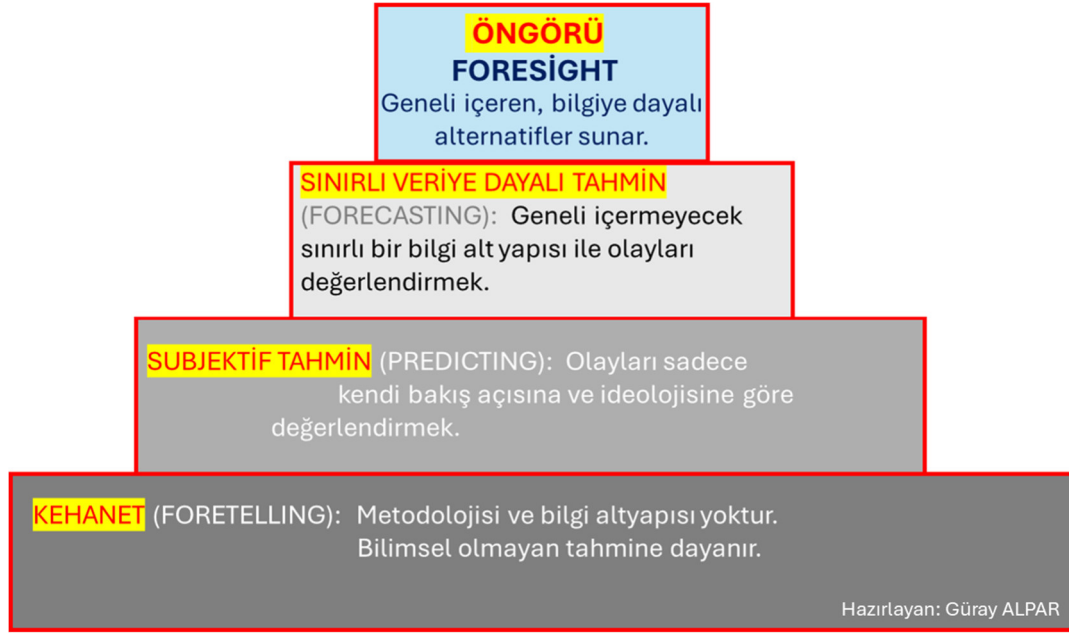 ÖNGÖRÜ
FORESİGHT
Geneli içeren, bilgiye dayalı
alternatifler sunar.
SINIRLI VERİYE DAYALI TAHMİN
(FORECASTING): Geneli içermeyecek
sınırlı bir bilgi alt yapısı ile olayları
değerlendirmek.
SUBJEKTİF TAHMİN (PREDICTING): Olayları sadece
kendi bakış açısına ve ideolojisine göre
değerlendirmek.
KEHANET (FORETELLING): Metodolojisi ve bilgi altyapısı yoktur.
Bilimsel olmayan tahmine dayanır.
Hazırlayan: Güray ALPAR